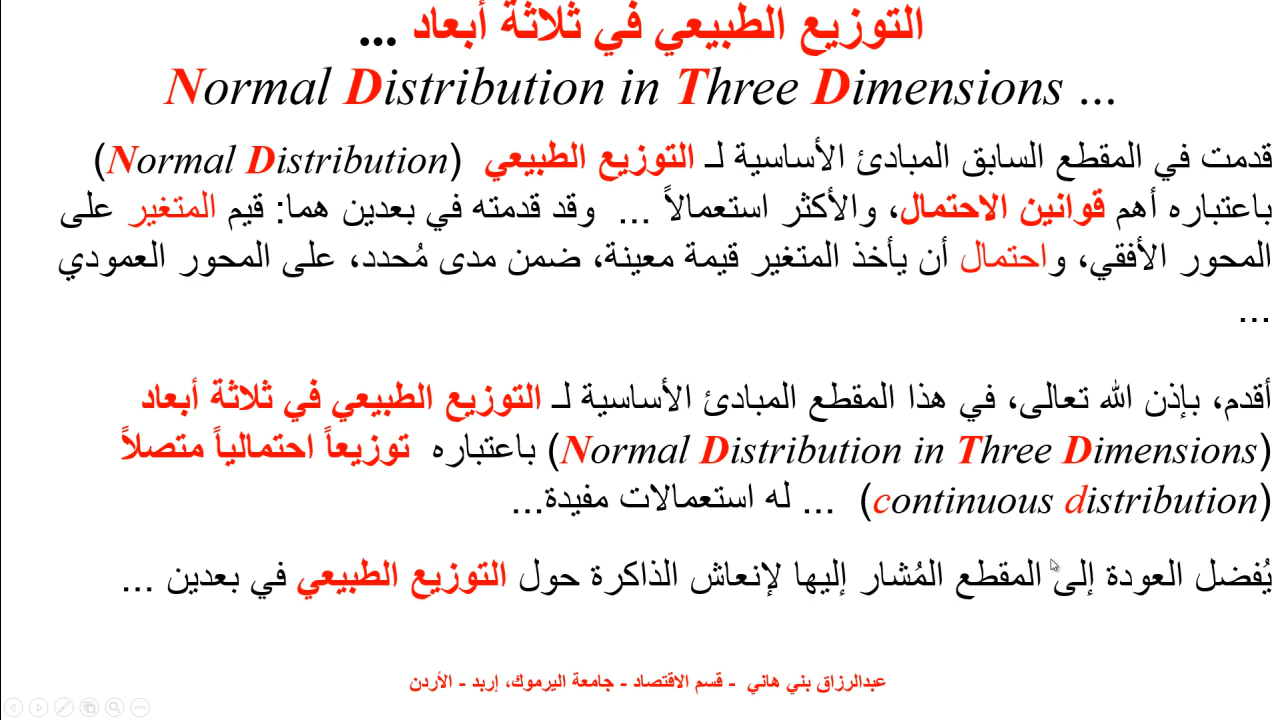 التوزيع الطبيعي في ثلاثة أبعاد ...
Normal Distribution in Three Dimensions ...
قدمت في المقطع السابق المبادئ الأساسية لـ التوزيع الطبيعي (Normal Distribution)
باعتباره أهم قوانين الاحتمال، والأكثر استعمالاً ... وقد قدمته في بعدين هما: قيم المتغير على
المحور الأفقي، واحتمال أن يأخذ المتغير قيمة معينة، ضمن مدى مُحدد، على المحور العمودي
...
أقدم، بإذن الله تعالى، في هذا المقطع المبادئ الأساسية لـ التوزيع الطبيعي في ثلاثة أبعاد
(Normal Distribution in Three Dimensions) باعتباره توزيعاً احتمالياً متصلاً
(continuous distribution) ... له استعمالات مفيدة...
يُفضل العودة إلى المقطع المُشار إليها لإنعاش الذاكرة حول التوزيع الطبيعي في بعدين ...
عبدالرزاق بني هاني - قسم الاقتصاد - جامعة اليرموك، إربد - الأردن